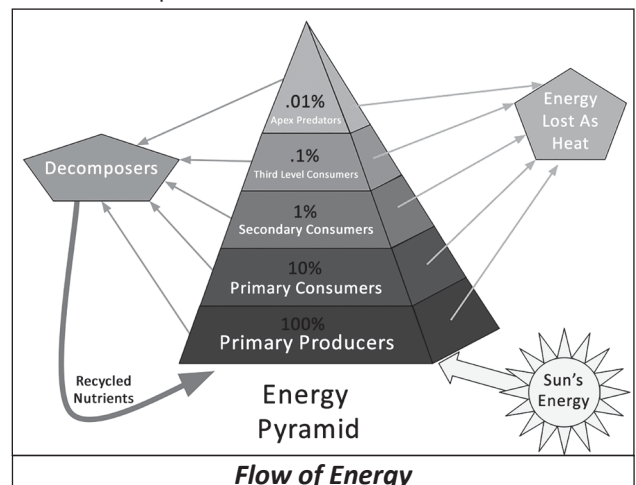 .01%
Apex Predators
Energy
Lost As
Heat
Decomposers
.1%
Third Level Consumers
1%
Secondary Consumers
10%
Primary Consumers
100%
Primary Producers
Recycled
Nutrients
Energy
Pyramid
Sun's
Energy
Flow of Energy